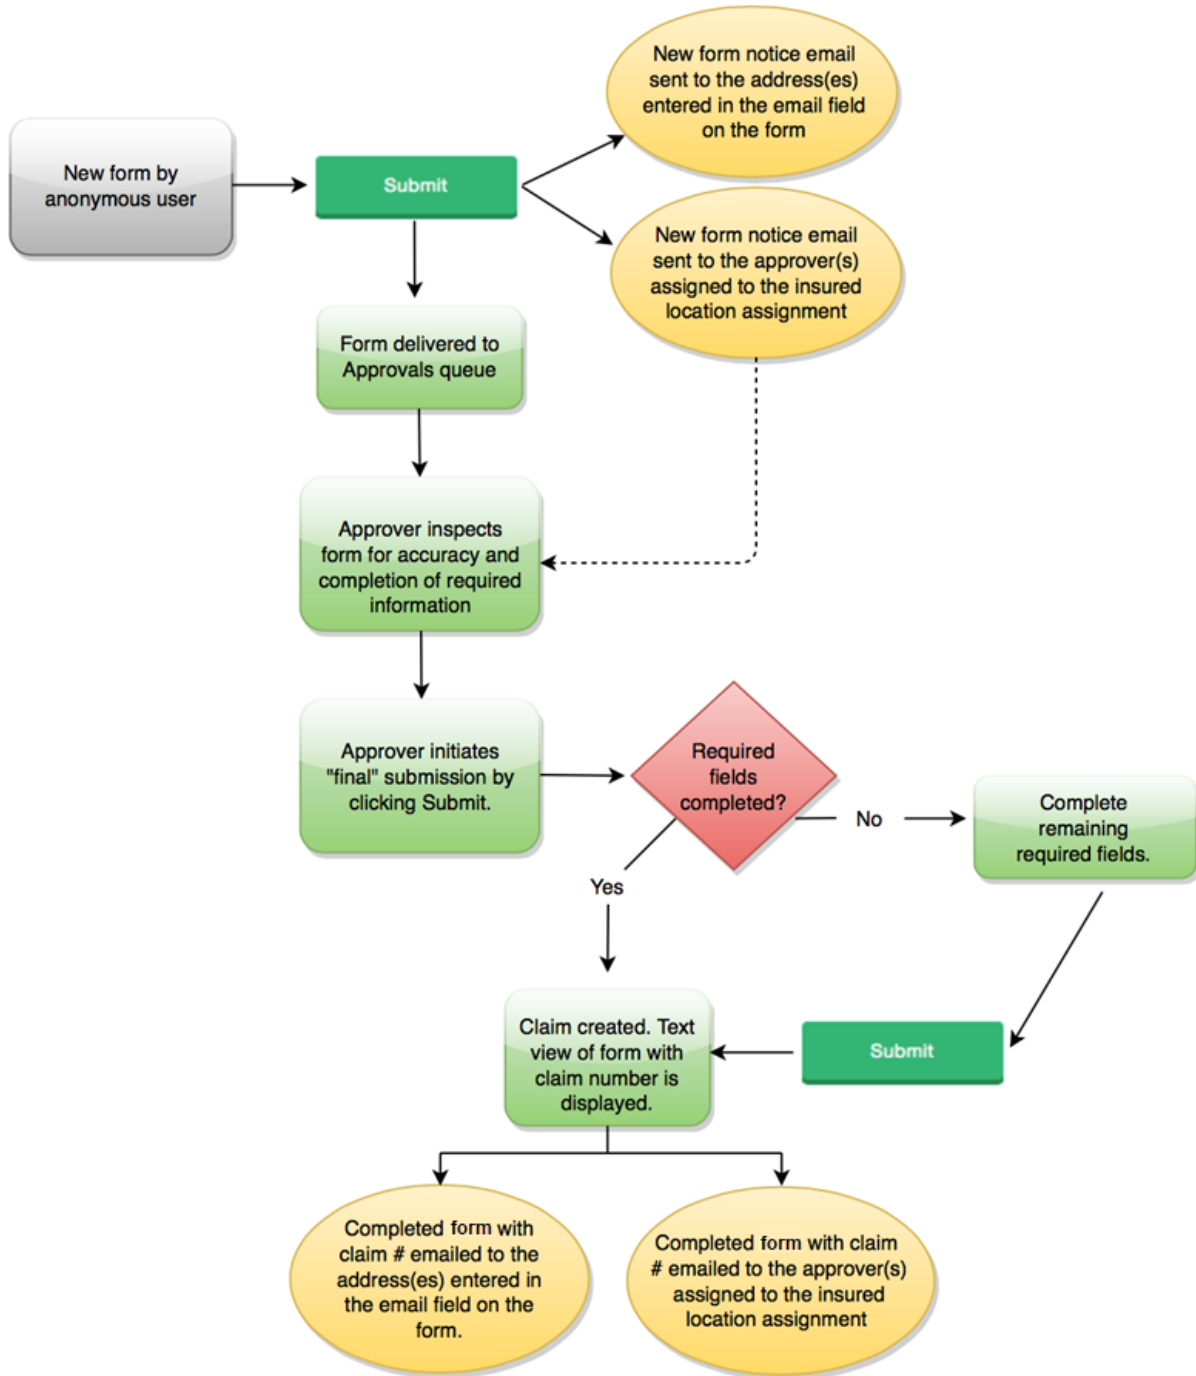 New form notice email
sent to the address(es)
entered in the email field
on the form
New form by
anonymous user
Submit
New form notice email
sent to the approver(s)
assigned to the insured
location assignment
Form delivered to
Approvals queue
Approver inspects
form for accuracy and
completion of required
information
Approver initiates
"final" submission by
clicking Submit.
Required
fields
completed?
No
Complete
remaining
required fields.
Yes
Claim created. Text
view of form with
claim number is
displayed.
Submit
Completed form with
claim # emailed to the
address(es) entered in
the email field on the
form.
Completed form with claim
# emailed to the approver(s)
assigned to the insured
location assignment